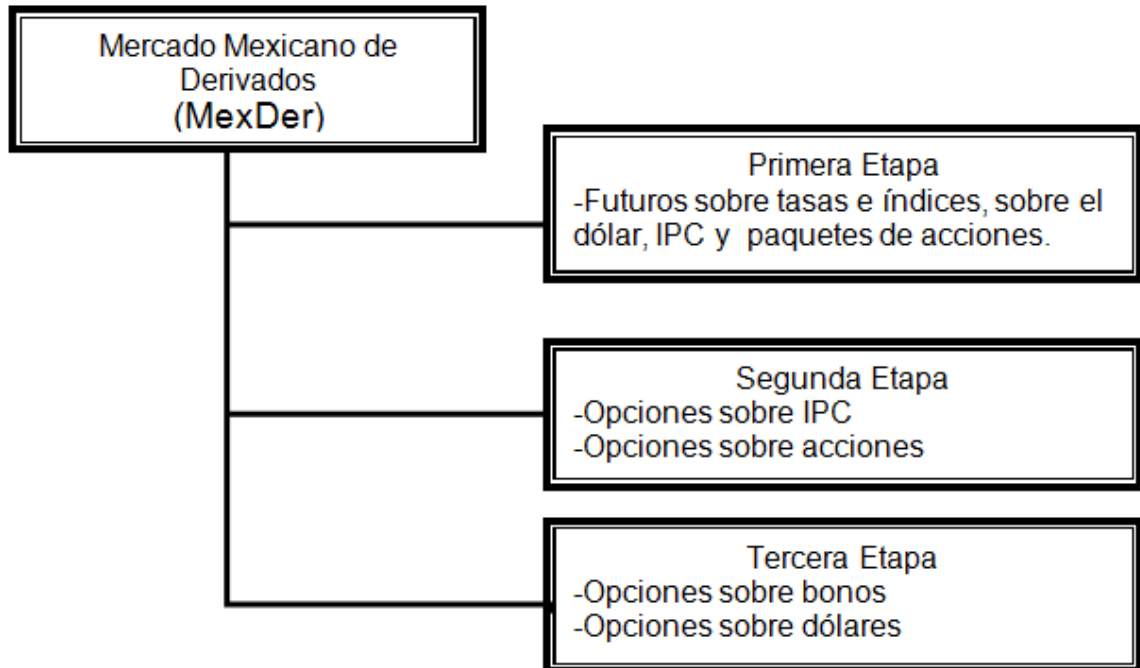 Mercado Mexicano de
Derivados
(MexDer)
Primera Etapa
-Futuros sobre tasas e índices, sobre el
dólar, IPC y paquetes de acciones.
Segunda Etapa
-Opciones sobre IPC
-Opciones sobre acciones
Tercera Etapa
-Opciones sobre bonos
-Opciones sobre dólares